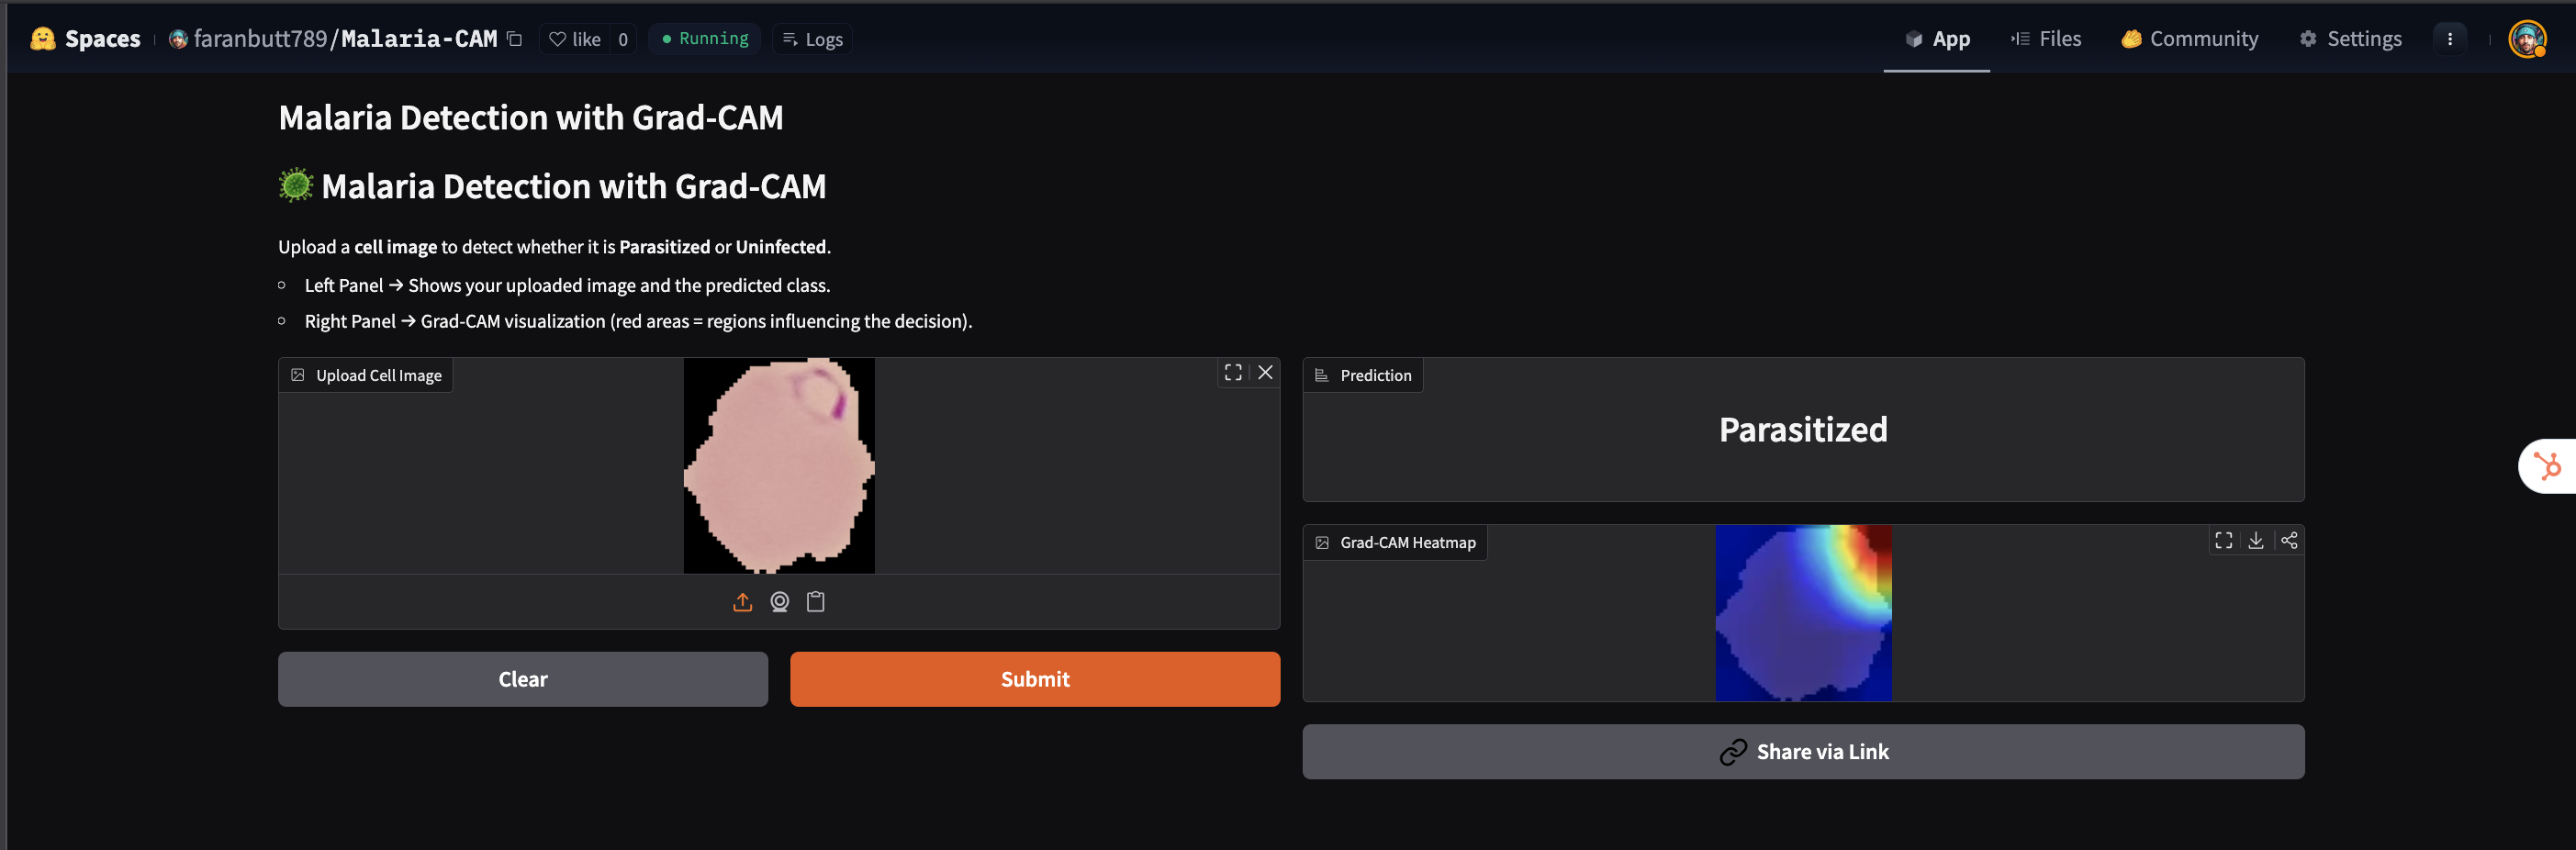 Spaces faranbutt789/Malaria-CAM like 0 Running Logs App Files Community Settings
Malaria Detection with Grad-CAM
Malaria Detection with Grad-CAM
Upload a cell image to detect whether it is Parasitized or Uninfected.
Left Panel → Shows your uploaded image and the predicted class.
Right Panel → Grad-CAM visualization (red areas = regions influencing the decision).
Upload Cell Image
Clear
Submit
Prediction
Parasitized
Grad-CAM Heatmap
Share via Link